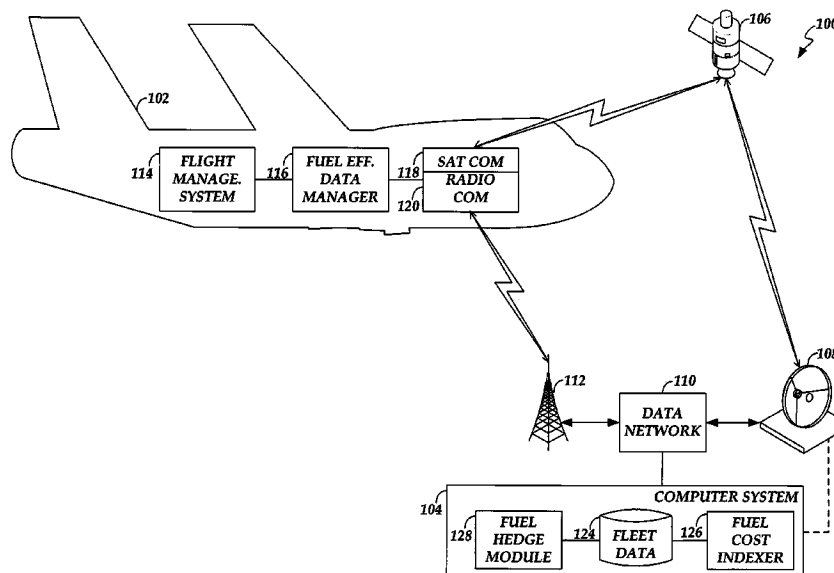 106
100
102
114
FLIGHT
MANAGE.
SYSTEM
116
FUEL EFF.
DATA
MANAGER
118
SAT COM
120
RADIO
COM
108
112
110
DATA
NETWORK
104
COMPUTER SYSTEM
128
FUEL
HEDGE
MODULE
124
FLEET
DATA
126
FUEL
COST
INDEXER